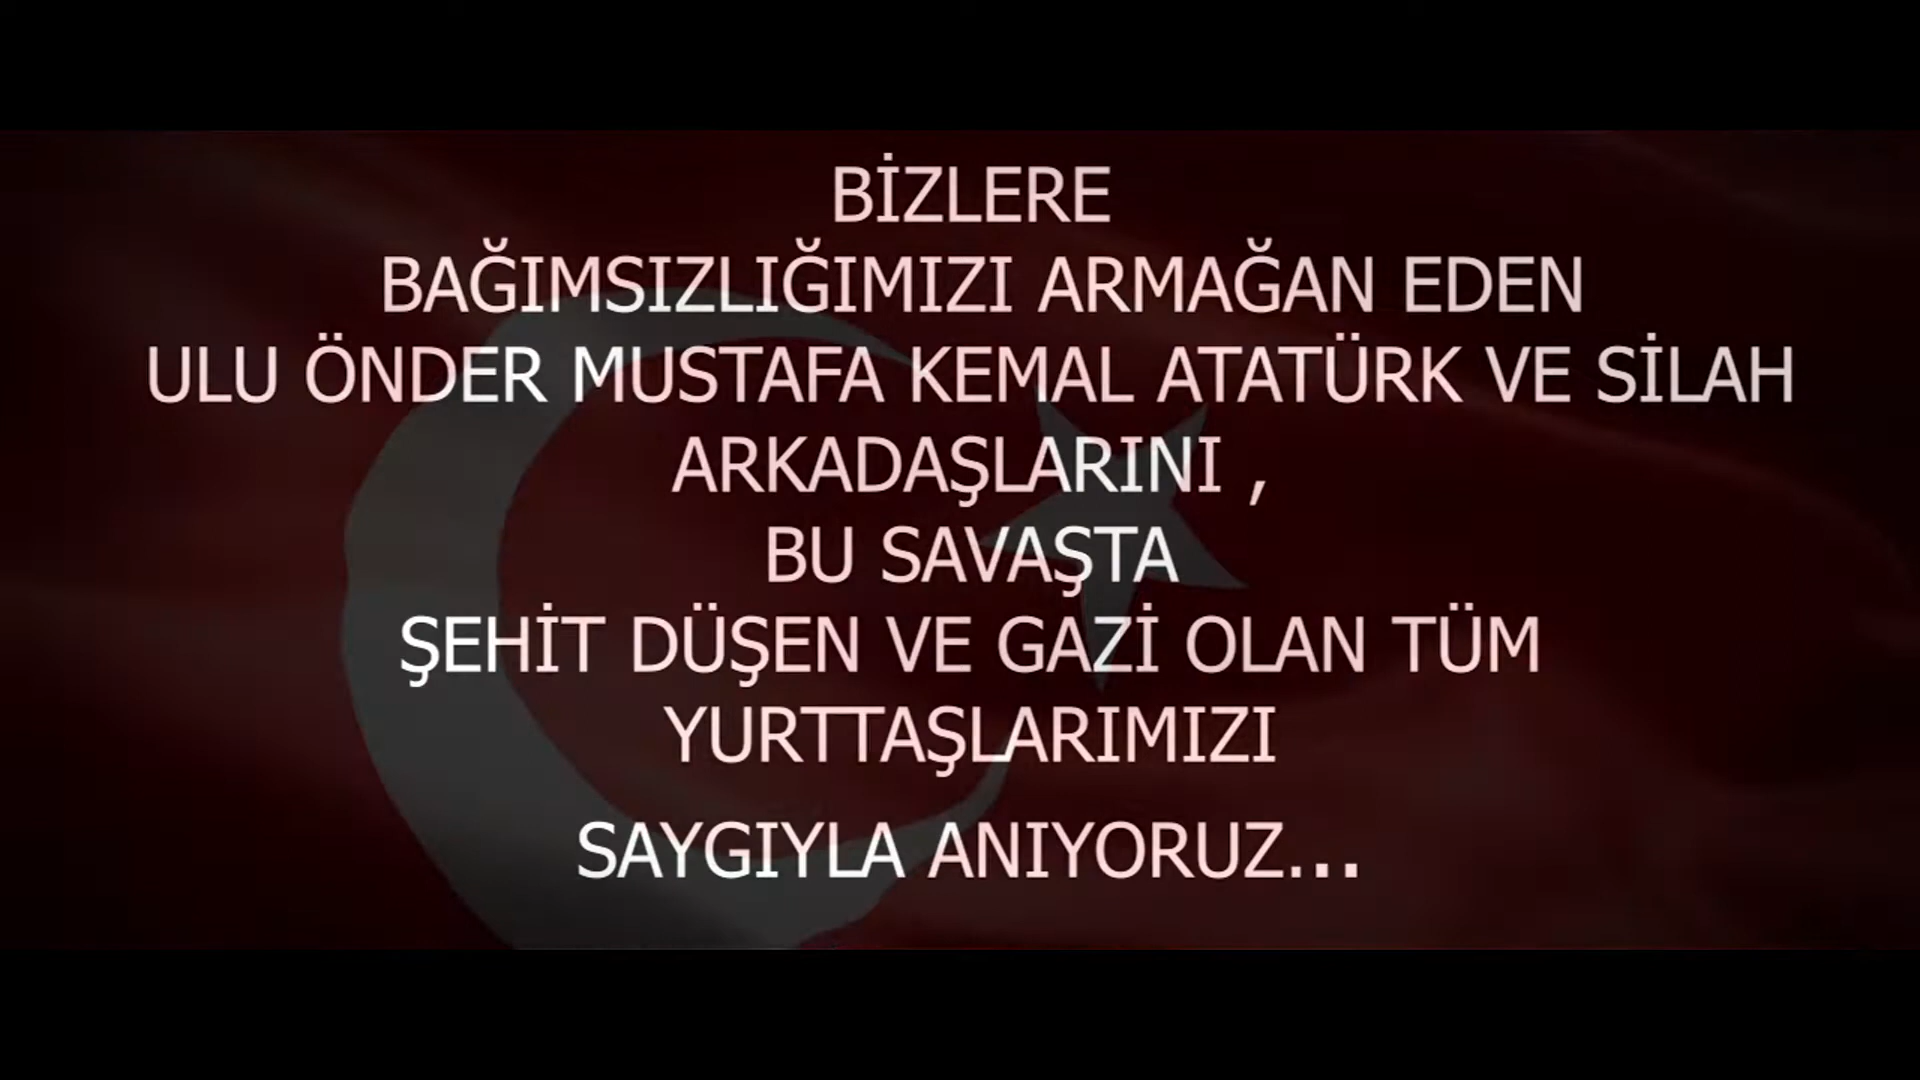 BİZLERE
BAĞIMSIZLIĞIMIZI ARMAĞAN EDEN
ULU ÖNDER MUSTAFA KEMAL ATATÜRK VE SİLAH
ARKADAŞLARINI ,
BU SAVAŞTA
ŞEHİT DÜŞEN VE GAZİ OLAN TÜM
YURTTAŞLARIMIZI
SAYGIYLA ANIYORUZ...